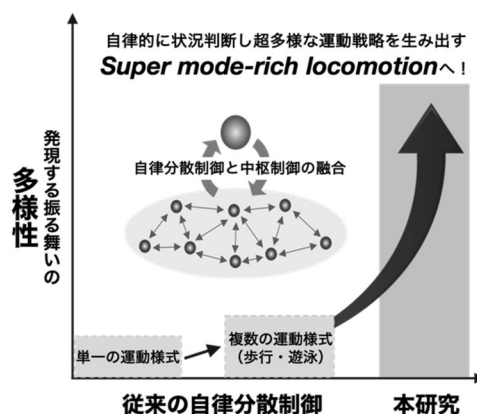 自律的に状況判断し超多様な運動戦略を生み出す
Super mode-rich locomotionへ！
発現する振る舞いの
多様性
自律分散制御と中枢制御の融合
単一の運動様式
複数の運動様式
（歩行・遊泳）
従来の自律分散制御
本研究